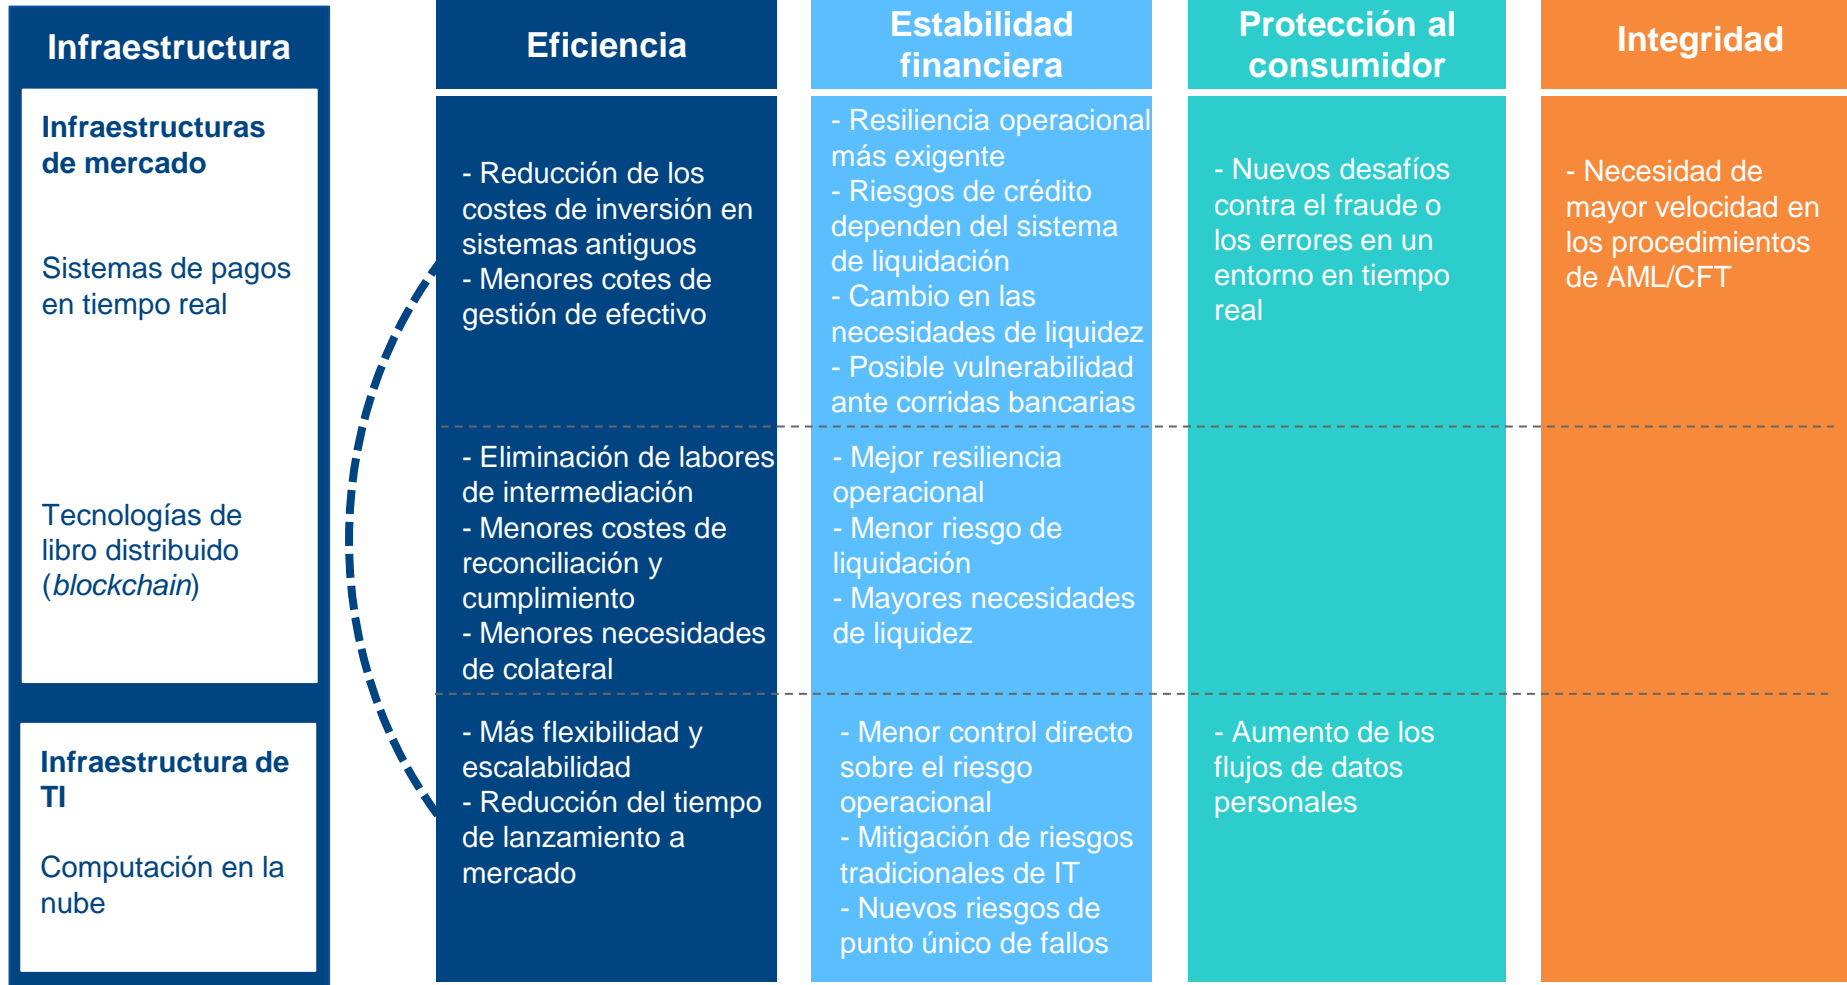 Infraestructura
Infraestructuras
de mercado
Sistemas de pagos
en tiempo real
Tecnologías de
libro distribuido
(blockchain)
Infraestructura de
TI
Computación en la
nube
Eficiencia
- Reducción de los
costes de inversión en
sistemas antiguos
- Menores cotes de
gestión de efectivo
- Eliminación de labores
de intermediación
- Menores costes de
reconciliación y
cumplimiento
- Menores necesidades
de colateral
- Más flexibilidad y
escalabilidad
- Reducción del tiempo
de lanzamiento a
mercado
Estabilidad
financiera
- Resiliencia operacional
más exigente
- Riesgos de crédito
dependen del sistema
de liquidación
- Cambio en las
necesidades de liquidez
- Posible vulnerabilidad
ante corridas bancarias
- Mejor resiliencia
operacional
- Menor riesgo de
liquidación
- Mayores necesidades
de liquidez
- Menor control directo
sobre el riesgo
operacional
- Mitigación de riesgos
tradicionales de IT
- Nuevos riesgos de
punto único de fallos
Protección al
consumidor
- Nuevos desafíos
contra el fraude o
los errores en un
entorno en tiempo
real
- Aumento de los
flujos de datos
personales
Integridad
- Necesidad de
mayor velocidad en
los procedimientos
de AML/CFT